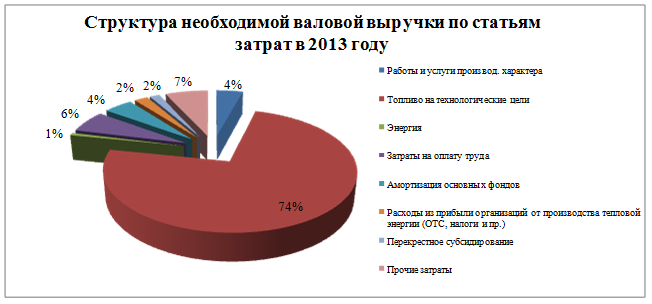 Структура необходимой валовой выручки по статьям
затрат в 2013 году
4%
74%
1%
6%
4%
2%
2%
7%
Работы и услуги производ. характера
Топливо на технологические цели
Энергия
Затраты на оплату труда
Амортизация основных фондов
Расходы из прибыли организаций от производства тепловой
энергии (ОТС, налоги и пр.)
Перекрестное субсидирование
Прочие затраты